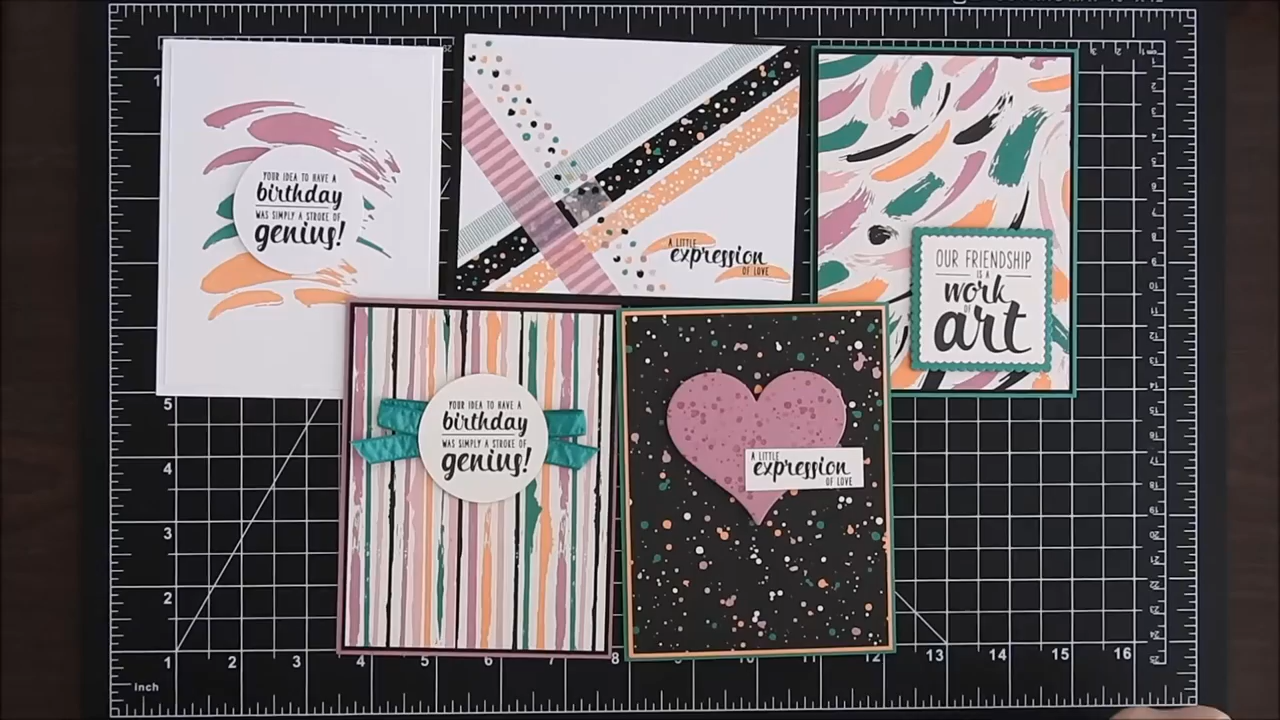 YOUR IDEA TO HAVE A
birthday
WAS SIMPLY A STROKE OF
genius!
A LITTLE
expression
OF LOVE
OUR FRIENDSHIP
IS A
work
OF
art
YOUR IDEA TO HAVE A
birthday
WAS SIMPLY A STROKE OF
genius!
A LITTLE
expression
OF LOVE
5
4
3
2
1
1 2 3 4 5 6 7 8 9 10 11 12 13 14 15 16
Inch